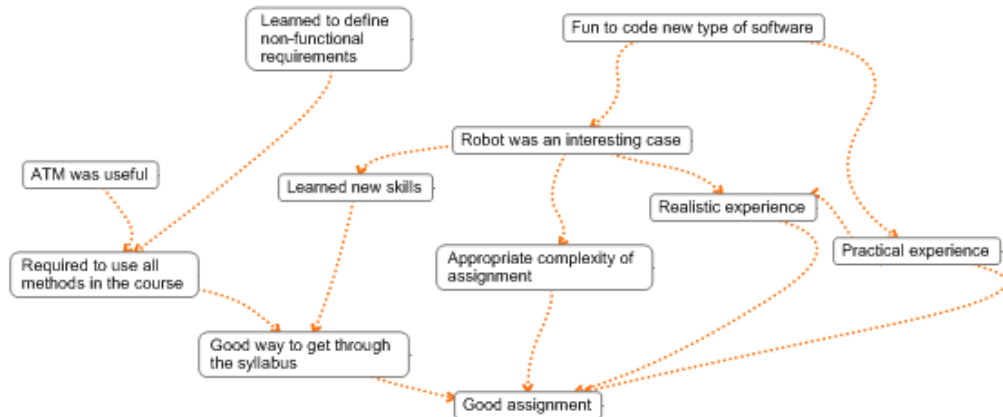 Learned to define
non-functional
requirements
Fun to code new type of software
Robot was an interesting case
ATM was useful
Learned new skills
Realistic experience
Required to use all
methods in the course
Appropriate complexity of
assignment
Practical experience
Good way to get through
the syllabus
Good assignment